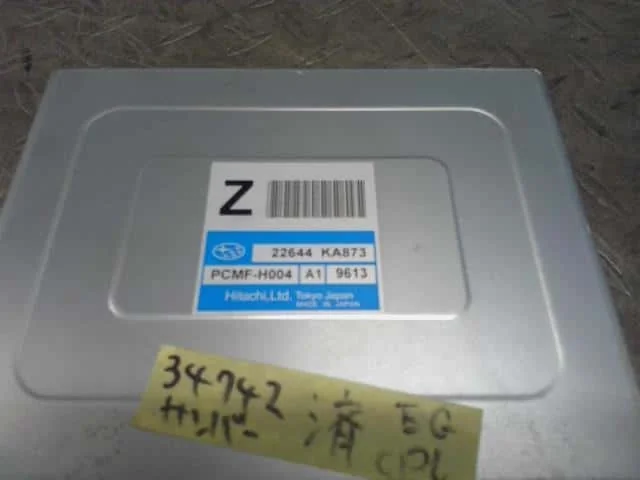 Z
22644 KA873
PCMF-H004 A1 9613
Hitachi, Ltd. Tokyo Japan
MADE IN JAPAN
34742
サンバー 済 EG
CPU